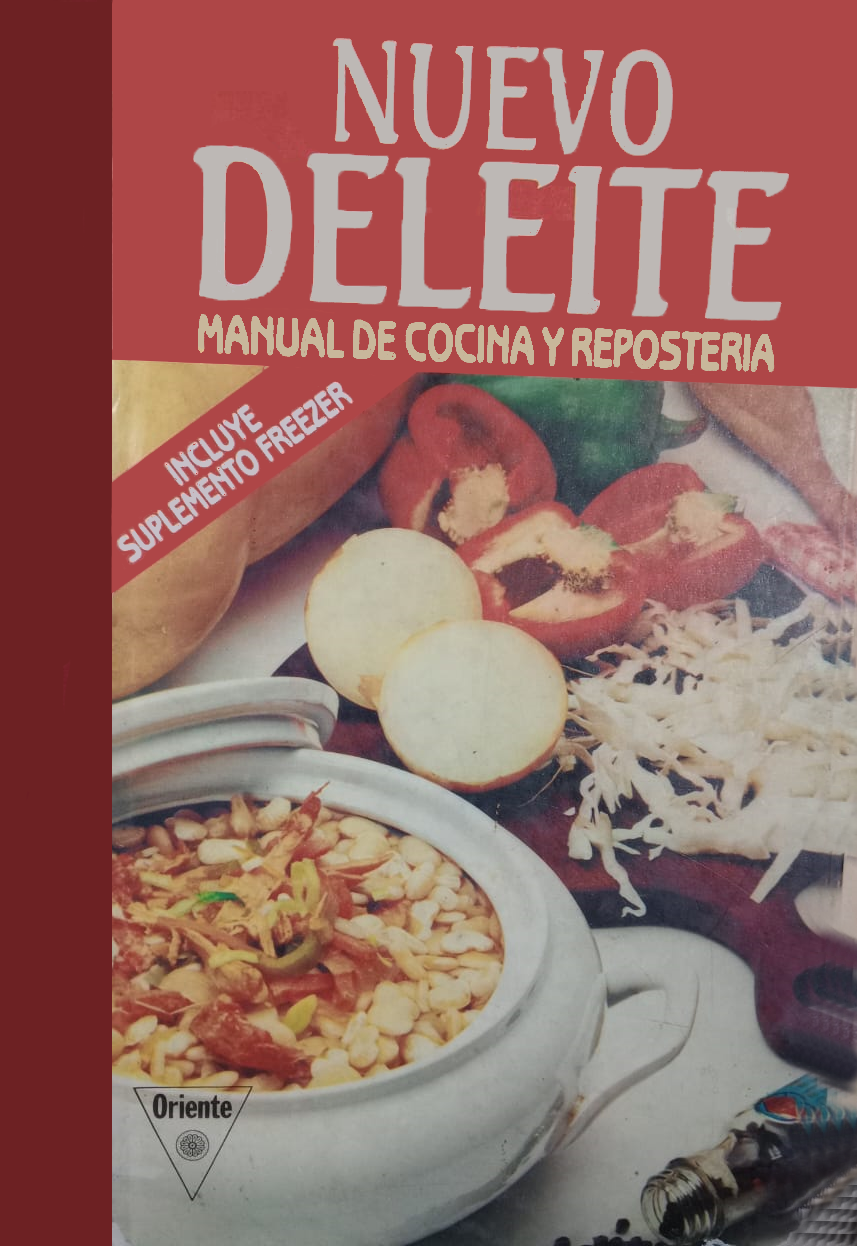 NUEVO
DELEITE
MANUAL DE COCINA Y REPOSTERIA
INCLUYE
SUPLEMENTO FREEZER
Oriente